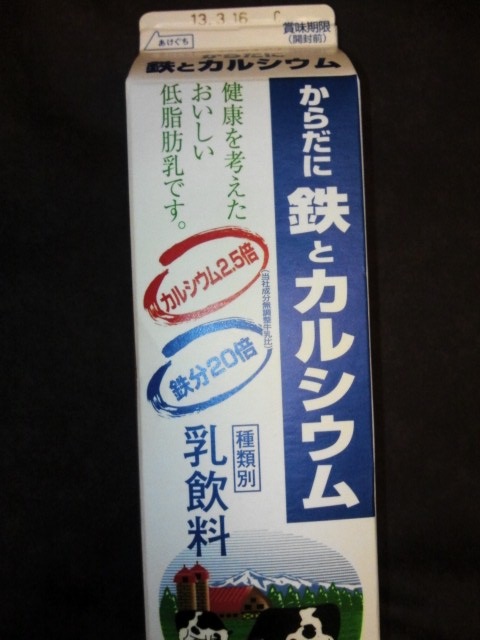 13.3.16
賞味期限
(開封前)
あけぐち
からだに
鉄とカルシウム
からだに
鉄とカルシウム
健康を考えた
おいしい
低脂肪乳です。
カルシウム2.5倍
(当社成分無調整牛乳比)
鉄分20倍
種類別
乳飲料